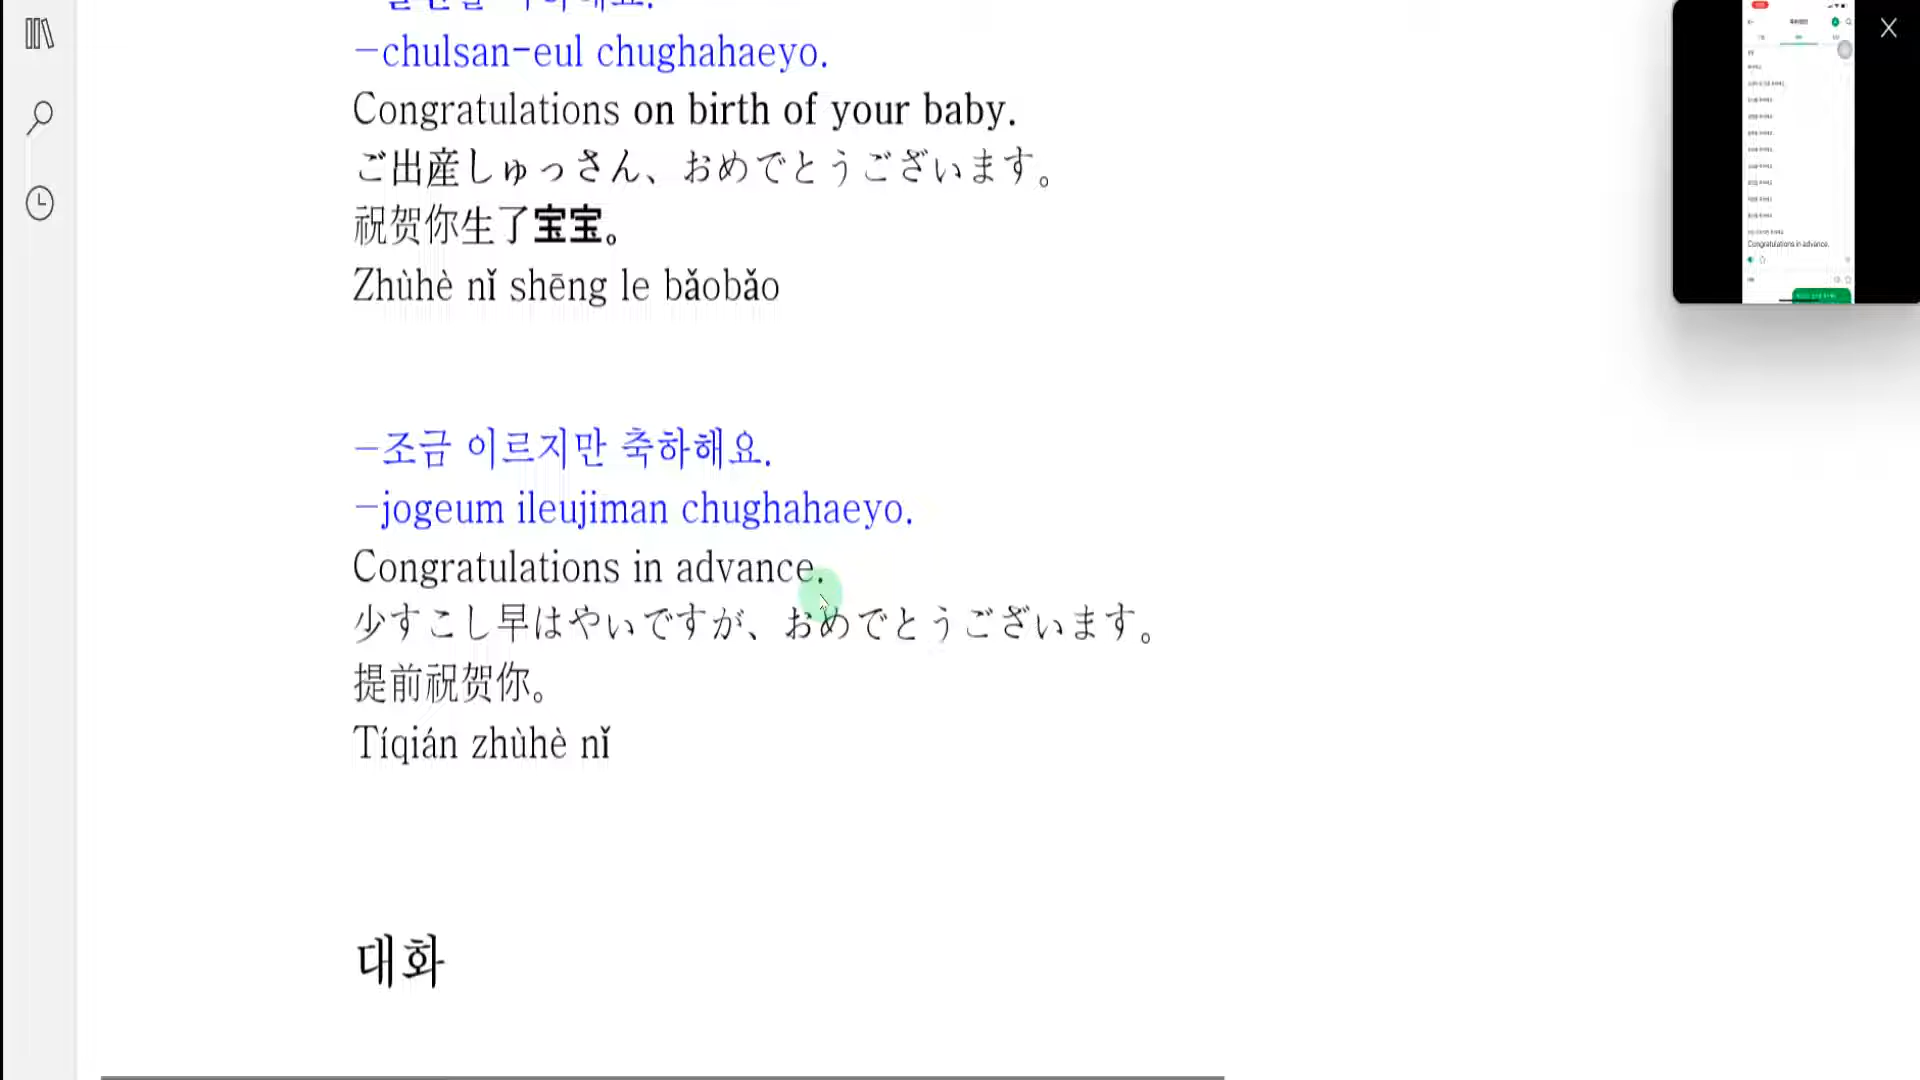 –chulsan-eul chughahaeyo.
Congratulations on birth of your baby.
ご出産しゅっさん、おめでとうございます。
祝贺你生了宝宝。
Zhùhè nǐ shēng le bǎobǎo
–조금 이르지만 축하해요.
–jogeum ileujiman chughahaeyo.
Congratulations in advance.
少すこし早はやいですが、おめでとうございます。
提前祝贺你。
Tíqián zhùhè nǐ
대화
Congratulations in advance.